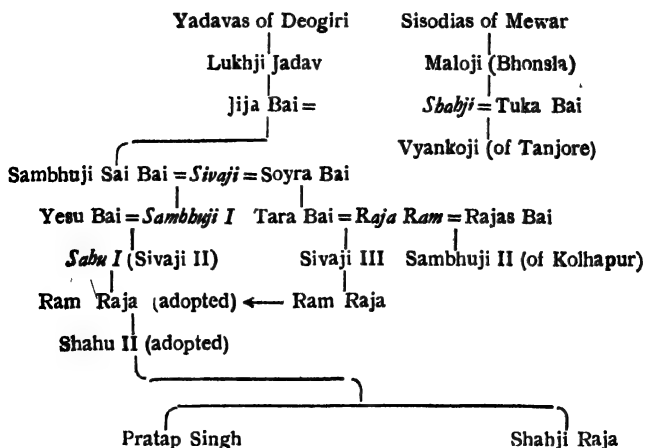 Yadavas of Deogiri Sisodias of Mewar
Lukhji Jadav Maloji (Bhonsla)
Jija Bai = Shahji = Tuka Bai
Vyankoji (of Tanjore)
Sambhuji Sai Bai = Sivaji = Soyra Bai
Yesu Bai = Sambhuji I Tara Bai = Raja Ram = Rajas Bai
Sahu I (Sivaji II) Sivaji III Sambhuji II (of Kolhapur)
Ram Raja (adopted) ← Ram Raja
Shahu II (adopted)
Pratap Singh Shahji Raja